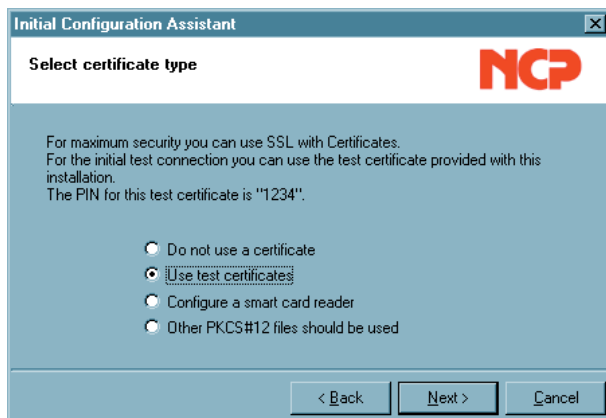 Initial Configuration Assistant
Select certificate type
NCP
For maximum security you can use SSL with Certificates.
For the initial test connection you can use the test certificate provided with this
installation.
The PIN for this test certificate is "1234".
Do not use a certificate
Use test certificates
Configure a smart card reader
Other PKCS#12 files should be used
< Back
Next >
Cancel